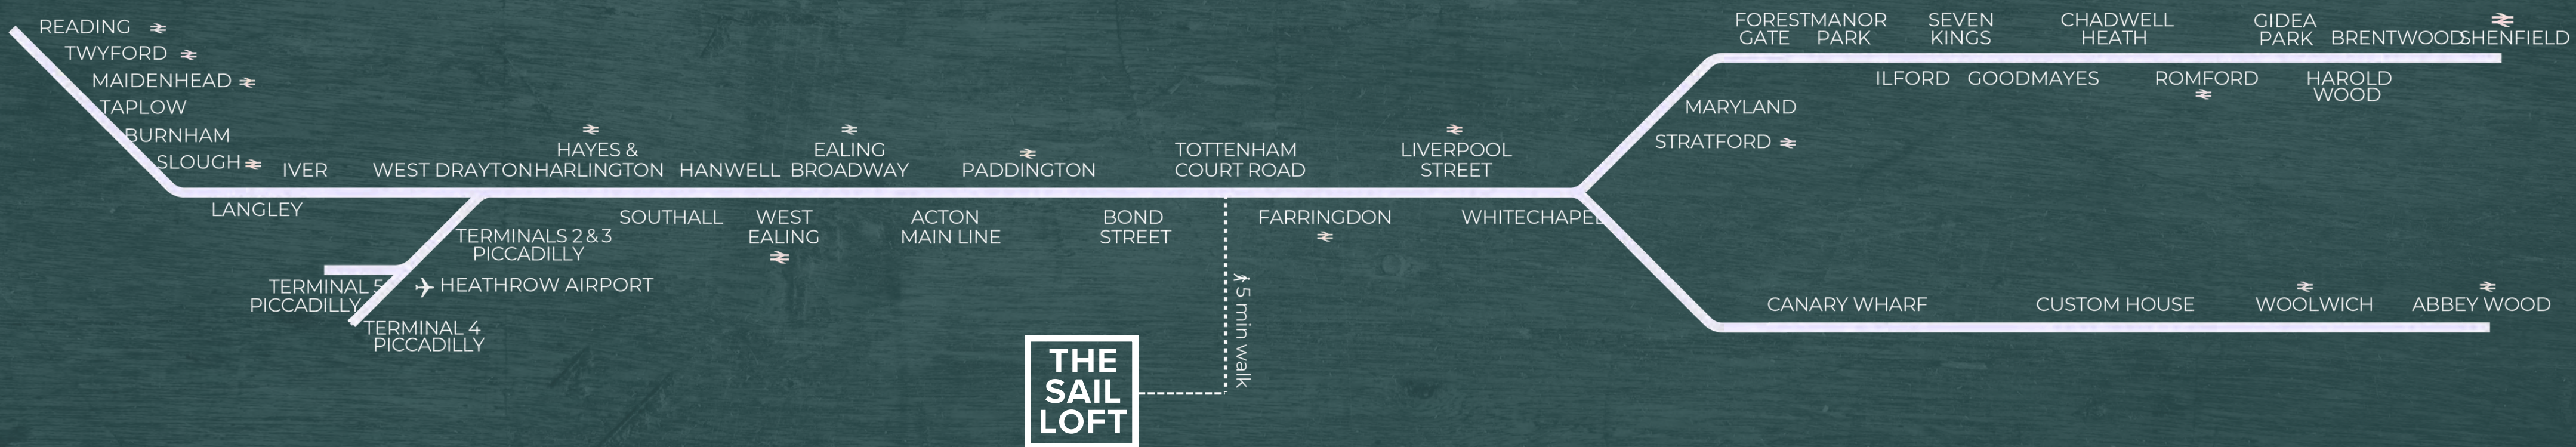 READING
TWYFORD
MAIDENHEAD
TAPLOW
BURNHAM
SLOUGH
LANGLEY
IVER
WEST DRAYTON
TERMINALS 2 & 3
PICCADILLY
TERMINAL 5
PICCADILLY
HEATHROW AIRPORT
TERMINAL 4
PICCADILLY
HAYES &
HARLINGTON
SOUTHALL
HANWELL
WEST
EALING
EALING
BROADWAY
ACTON
MAIN LINE
PADDINGTON
BOND
STREET
TOTTENHAM
COURT ROAD
5 min walk
THE
SAIL
LOFT
FARRINGDON
LIVERPOOL
STREET
WHITECHAPEL
STRATFORD
MARYLAND
FOREST
GATE
MANOR
PARK
ILFORD
SEVEN
KINGS
GOODMAYES
CHADWELL
HEATH
ROMFORD
GIDEA
PARK
HAROLD
WOOD
BRENTWOOD
SHENFIELD
CANARY WHARF
CUSTOM HOUSE
WOOLWICH
ABBEY WOOD